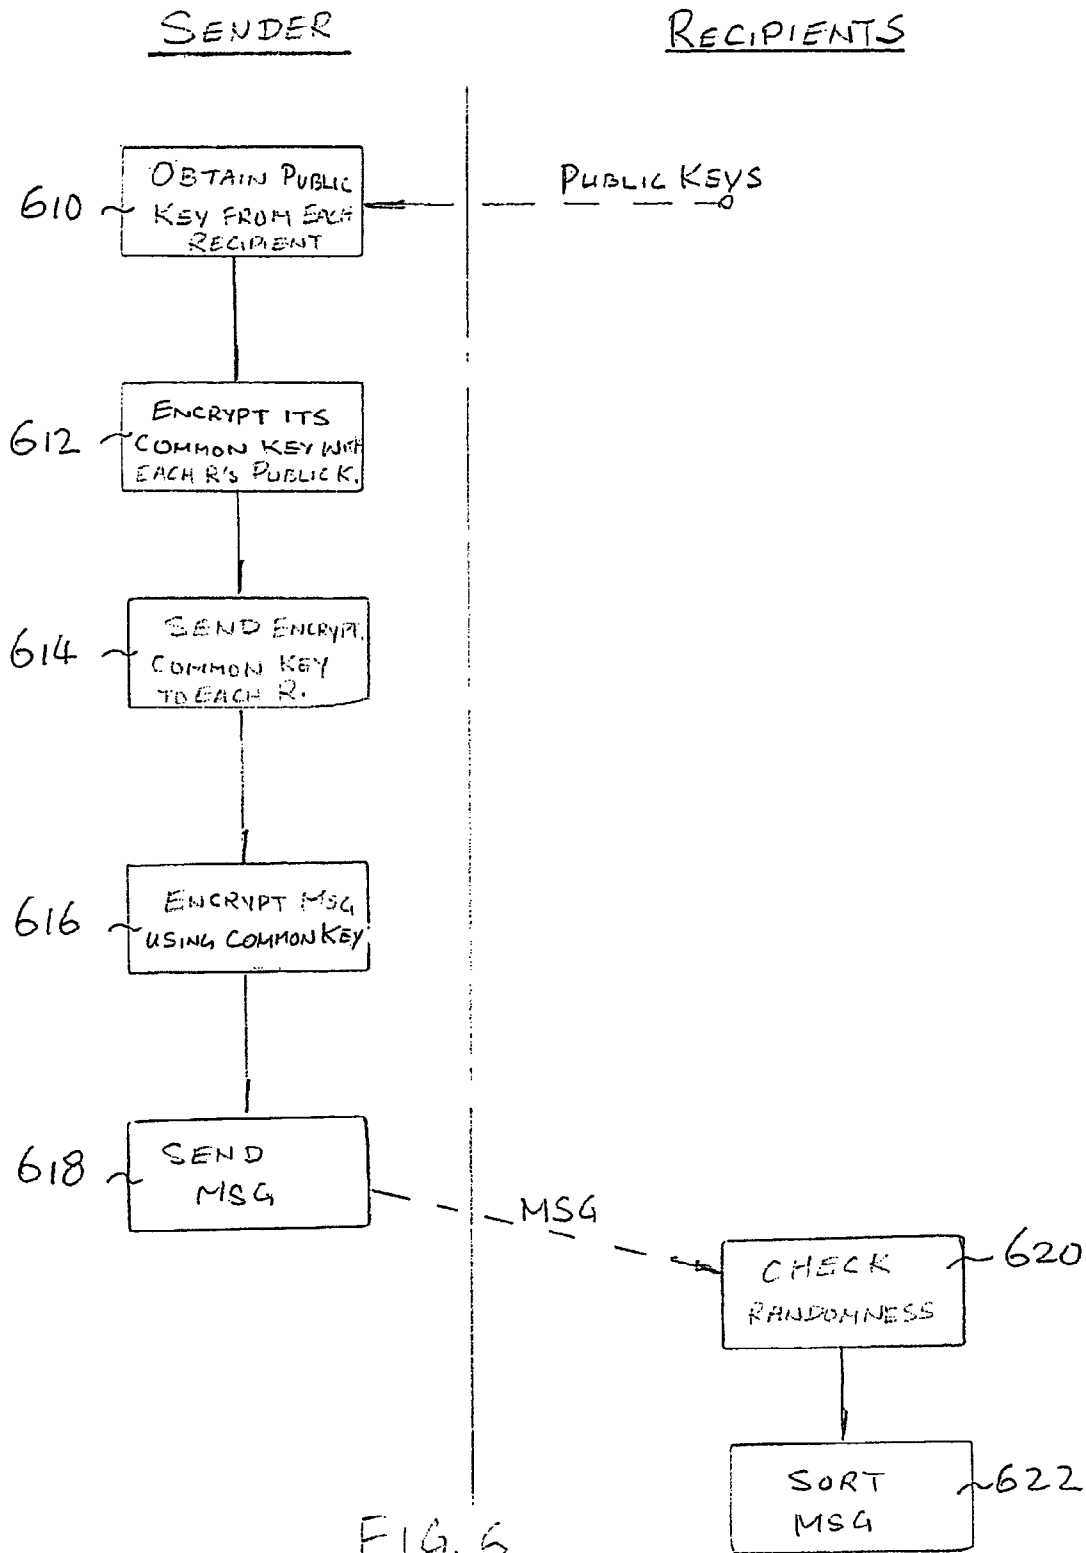 SENDER
RECIPIENTS
610
OBTAIN PUBLIC
KEY FROM EACH
RECIPIENT
PUBLIC KEYS
612
ENCRYPT ITS
COMMON KEY WITH
EACH R'S PUBLIC K.
614
SEND ENCRYPT.
COMMON KEY
TO EACH R.
616
ENCRYPT MSG
USING COMMON KEY
618
SEND
MSG
MSG
620
CHECK
RANDOMNESS
622
SORT
MSG
FIG. 6